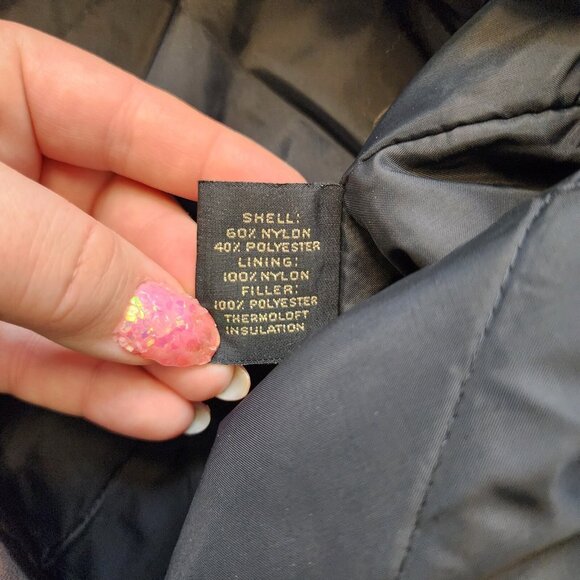 SHELL:
60% NYLON
40% POLYESTER
LINING:
100% NYLON
FILLER:
100% POLYESTER
THERMOLOFT
INSULATION